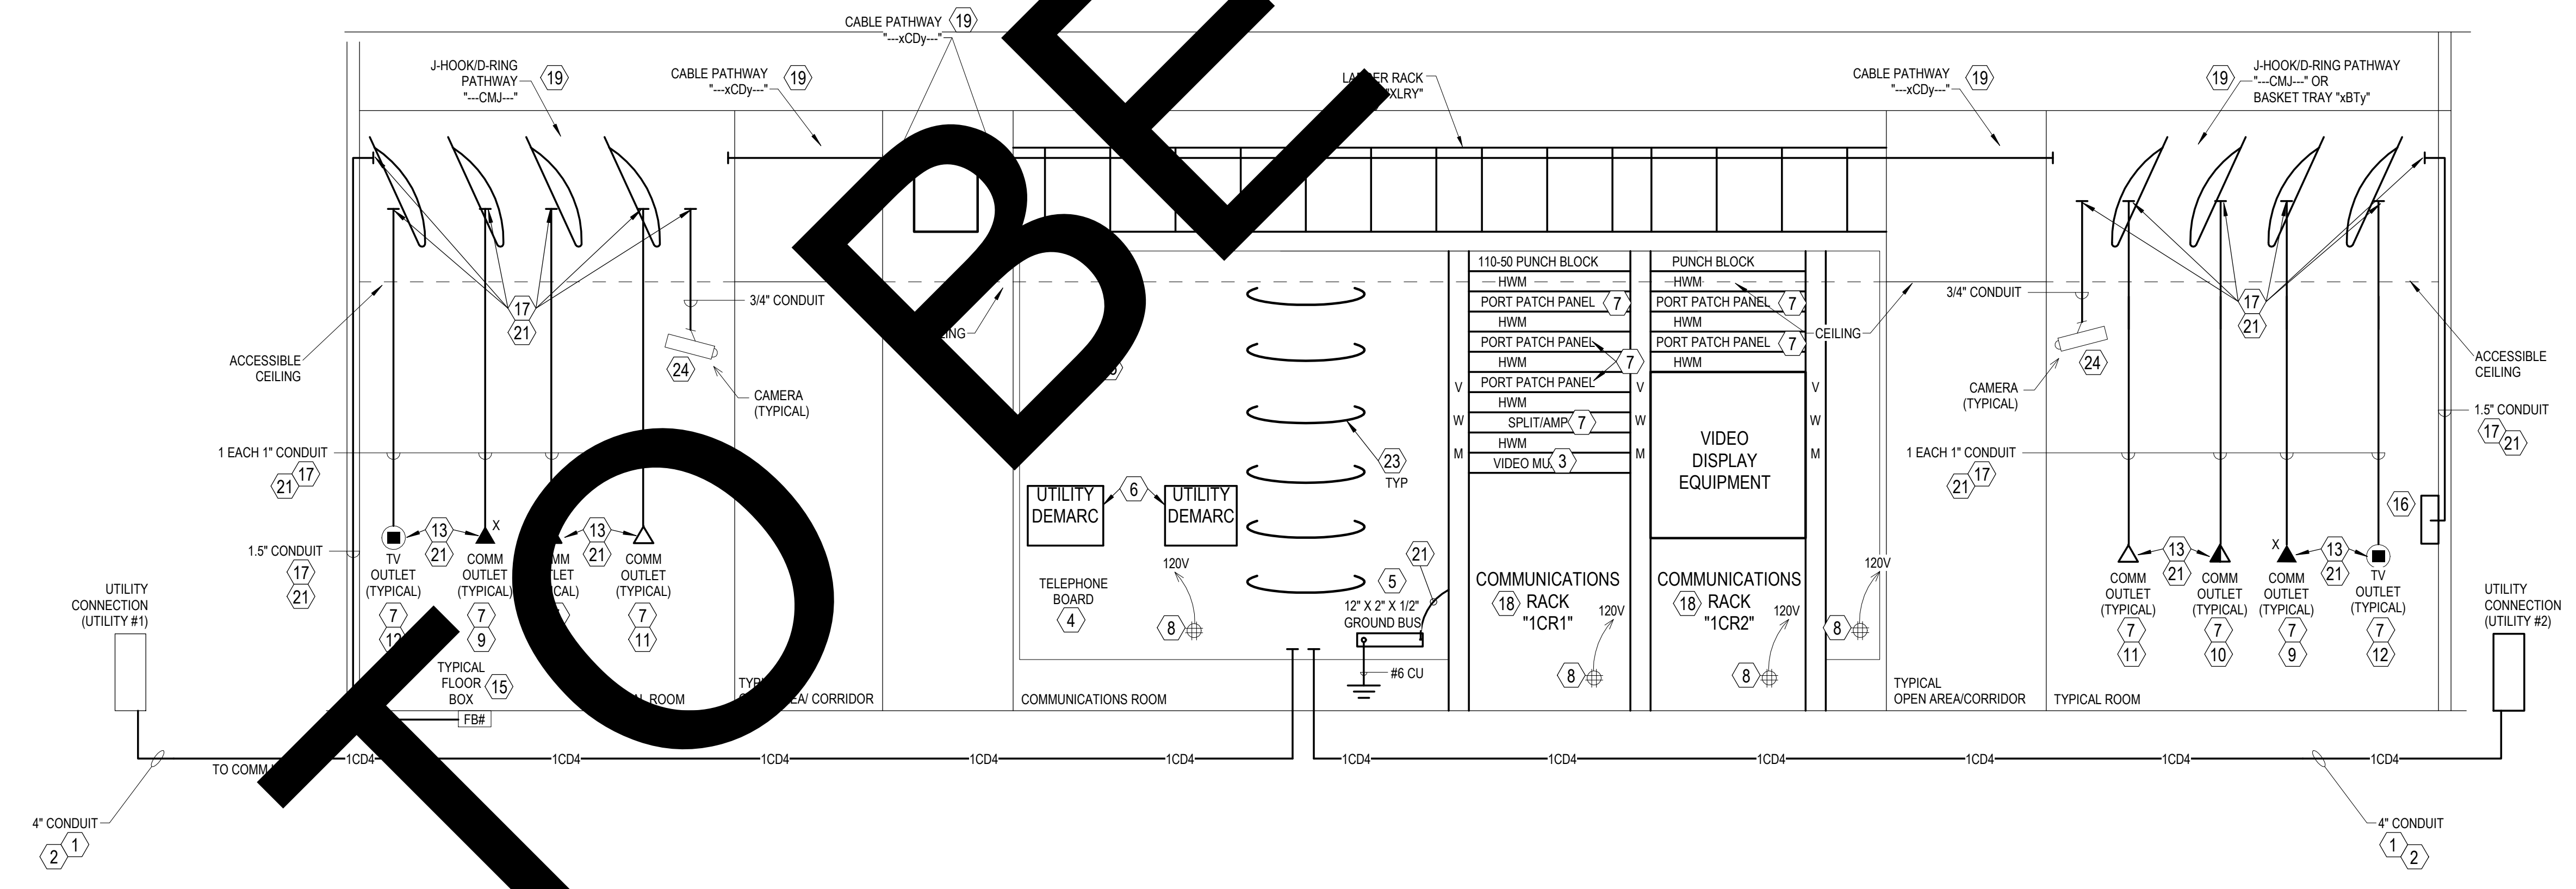 CABLE PATHWAY 19
"---xCDy---"
J-HOOK/D-RING
PATHWAY 19
"---CMJ---"
CABLE PATHWAY 19
"---xCDy---"
RACK
"XLRY"
CABLE PATHWAY 19
"---xCDy---"
19 J-HOOK/D-RING PATHWAY
"---CMJ---" OR
BASKET TRAY "xBTy"
17
21
3/4" CONDUIT
ACCESSIBLE
CEILING
24
CAMERA
(TYPICAL)
1 EACH 1" CONDUIT
17
21
1.5" CONDUIT
17
21
13
21
X
13
21
TV
OUTLET
(TYPICAL)
7
COMM
OUTLET
(TYPICAL)
7
9
COMM
OUTLET
(TYPICAL)
7
11
UTILITY
CONNECTION
(UTILITY #1)
TYPICAL
FLOOR
BOX
15
FB#
ROOM
CORRIDOR
UTILITY
DEMARC
6
UTILITY
DEMARC
TELEPHONE
BOARD
4
120V
8
23
TYP
21
5
12" X 2" X 1/2"
GROUND BUS
#6 CU
COMMUNICATIONS ROOM
110-50 PUNCH BLOCK
HWM
PORT PATCH PANEL 7
HWM
PORT PATCH PANEL
HWM
7
PORT PATCH PANEL
HWM
SPLIT/AMP 7
HWM
VIDEO 3
V
W
M
COMMUNICATIONS
18 RACK
"1CR1"
120V
8
PUNCH BLOCK
HWM
PORT PATCH PANEL 7
HWM
PORT PATCH PANEL 7
HWM
V
W
M
VIDEO
DISPLAY
EQUIPMENT
COMMUNICATIONS
18 RACK
"1CR2"
120V
8
V
W
M
120V
8
CEILING
TYPICAL
OPEN AREA/CORRIDOR
3/4" CONDUIT
24
CAMERA
(TYPICAL)
17
21
1 EACH 1" CONDUIT
17
21
ACCESSIBLE
CEILING
1.5" CONDUIT
17
21
16
13
21
X
13
21
COMM
OUTLET
(TYPICAL)
7
11
COMM
OUTLET
(TYPICAL)
7
10
COMM
OUTLET
(TYPICAL)
7
9
TV
OUTLET
(TYPICAL)
7
12
TYPICAL ROOM
UTILITY
CONNECTION
(UTILITY #2)
TO COMM
1CD4 1CD4 1CD4 1CD4 1CD4 1CD4 1CD4 1CD4 1CD4 1CD4 1CD4
4" CONDUIT
1
2
4" CONDUIT
1
2
TO BE